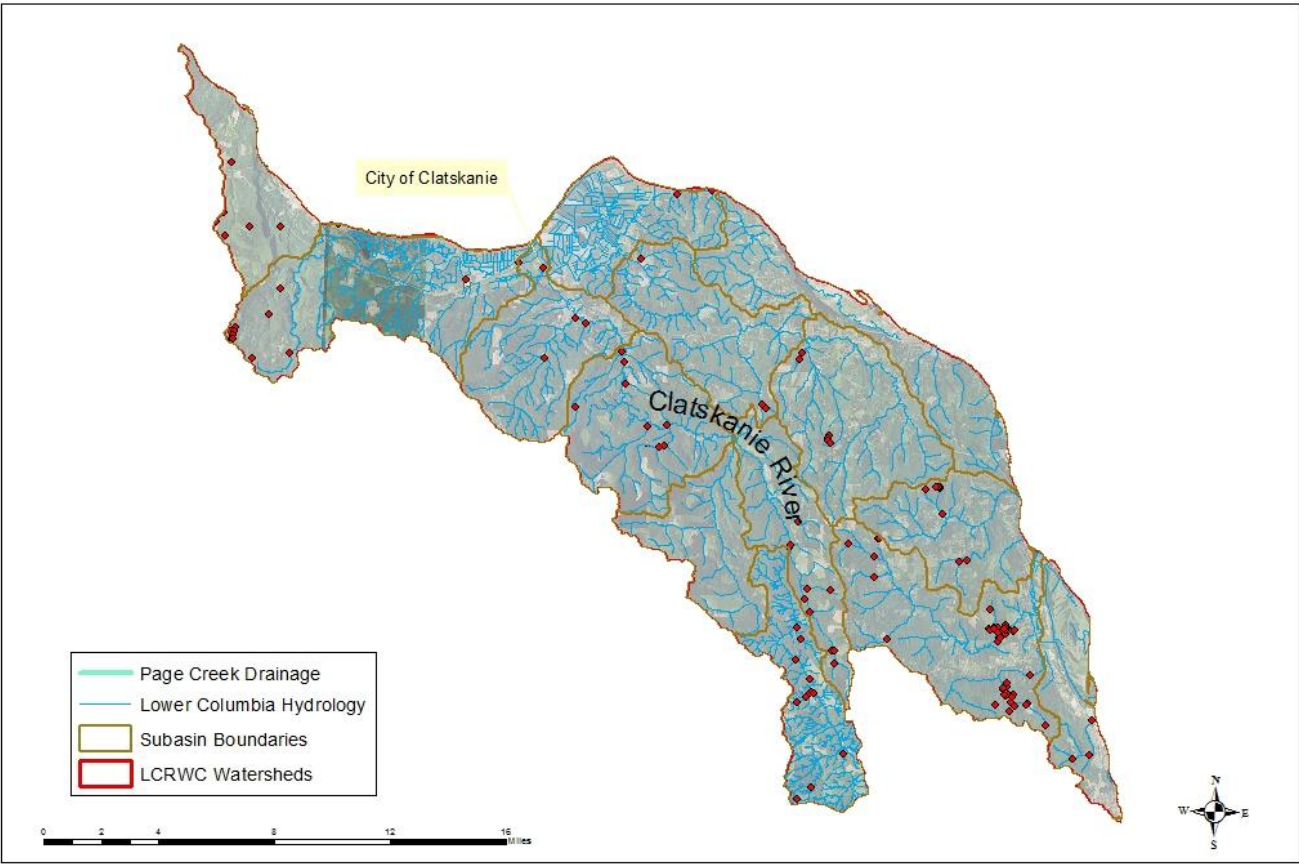 City of Clatskanie
Clatskanie River
Page Creek Drainage
Lower Columbia Hydrology
Subasin Boundaries
LCRWC Watersheds
0 2 4 8 12 16
Miles
N
W E
S